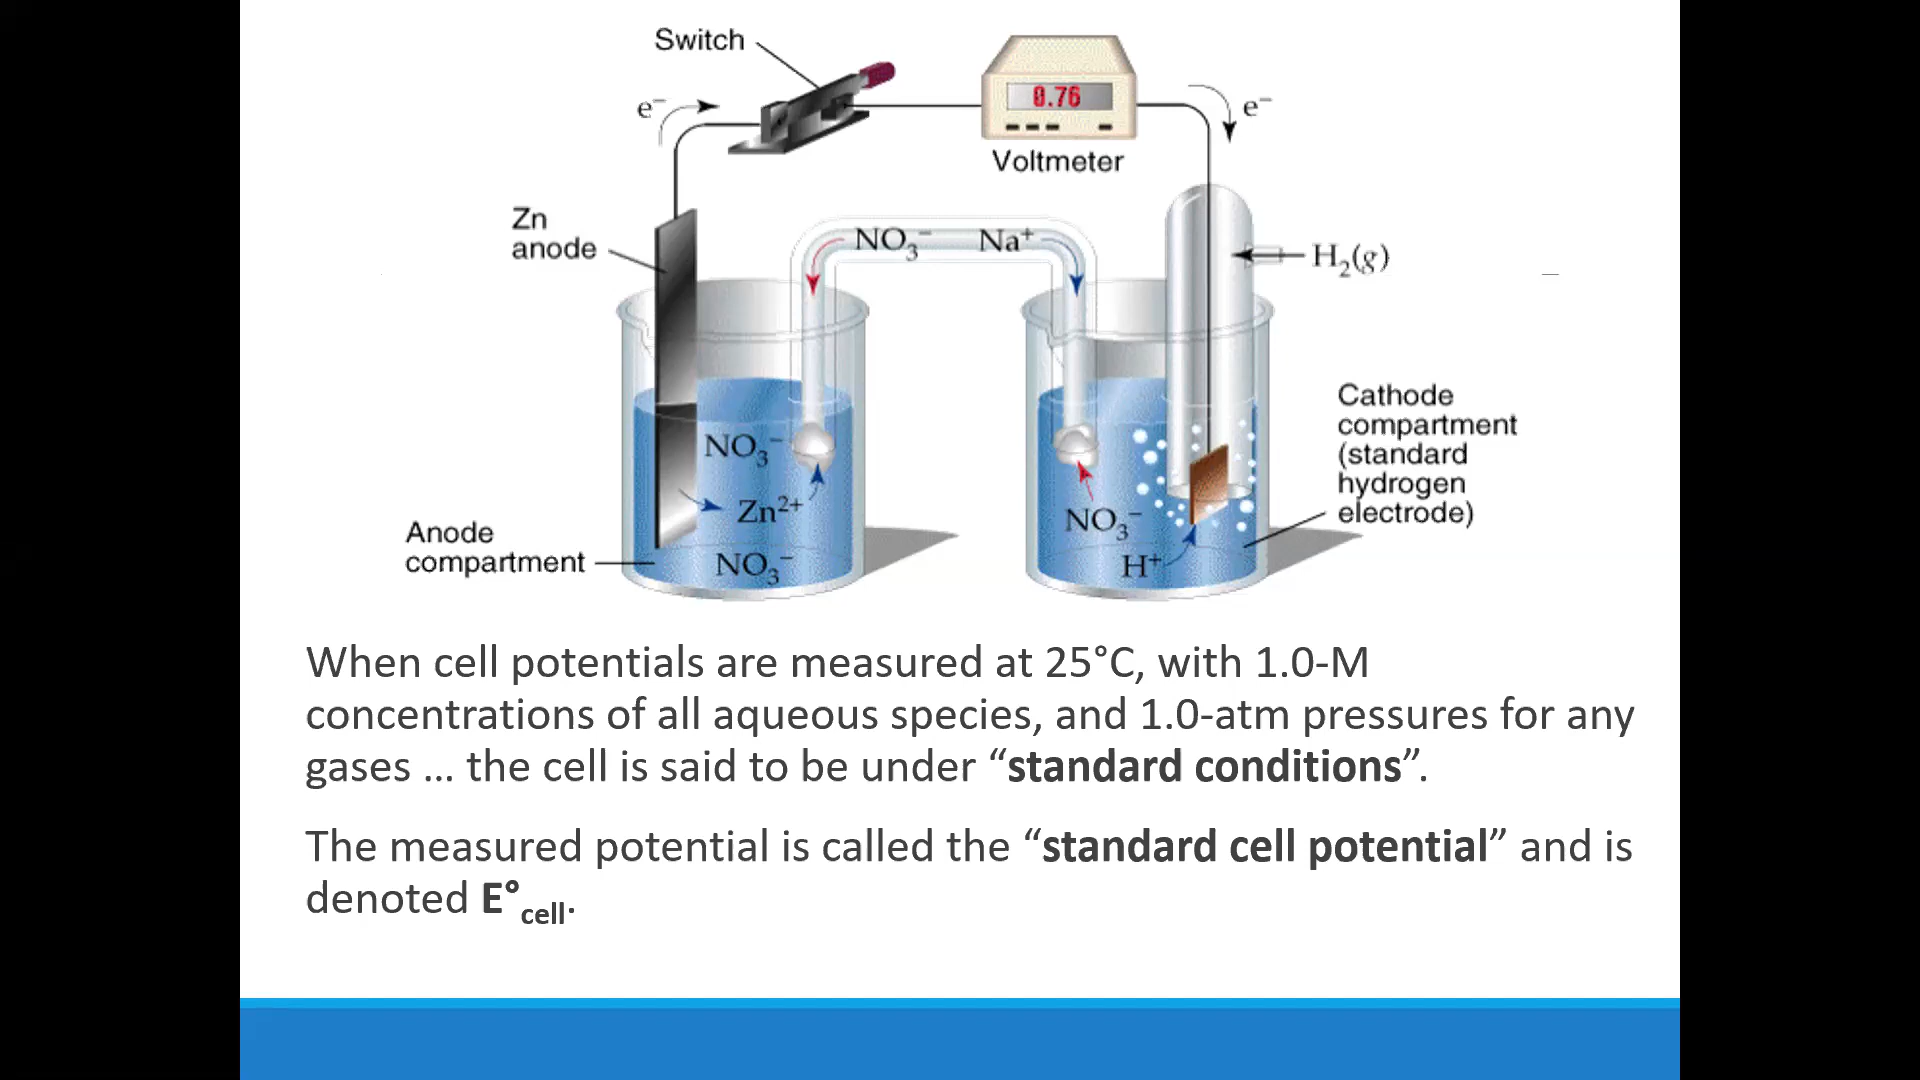 Switch
0.76
e⁻
e⁻
Voltmeter
Zn
anode
NO₃⁻ Na⁺
H₂(g)
Cathode
compartment
(standard
hydrogen
electrode)
NO₃⁻
Zn²⁺
NO₃⁻
Anode
compartment
NO₃⁻
H⁺
When cell potentials are measured at 25°C, with 1.0-M
concentrations of all aqueous species, and 1.0-atm pressures for any
gases … the cell is said to be under “standard conditions”.
The measured potential is called the “standard cell potential” and is
denoted E°cell.